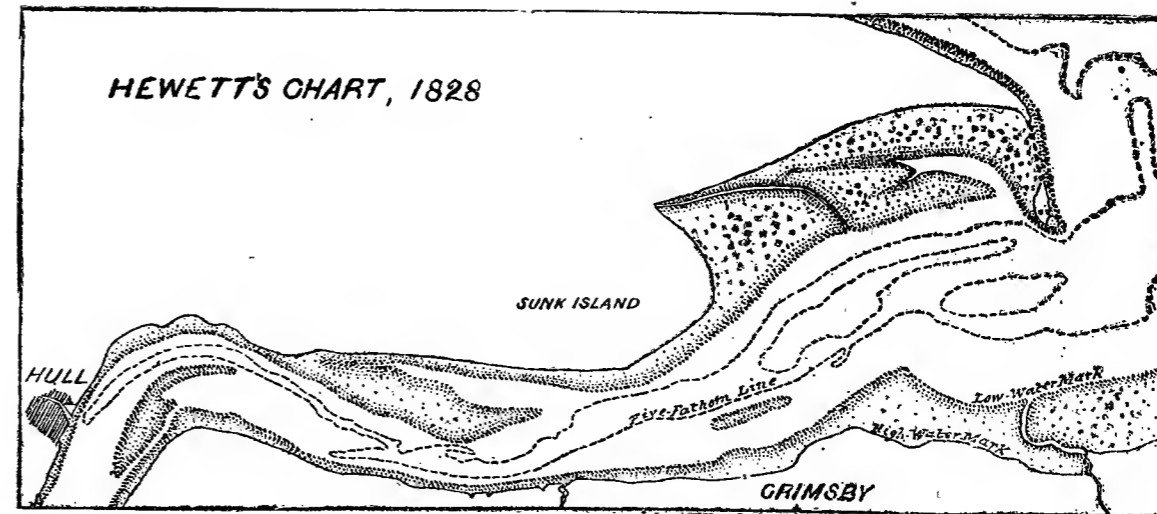 HEWETT'S CHART, 1828
SUNK ISLAND
HULL
Five-Fathom Line
Low-Water Mark
High-Water Mark
GRIMSBY